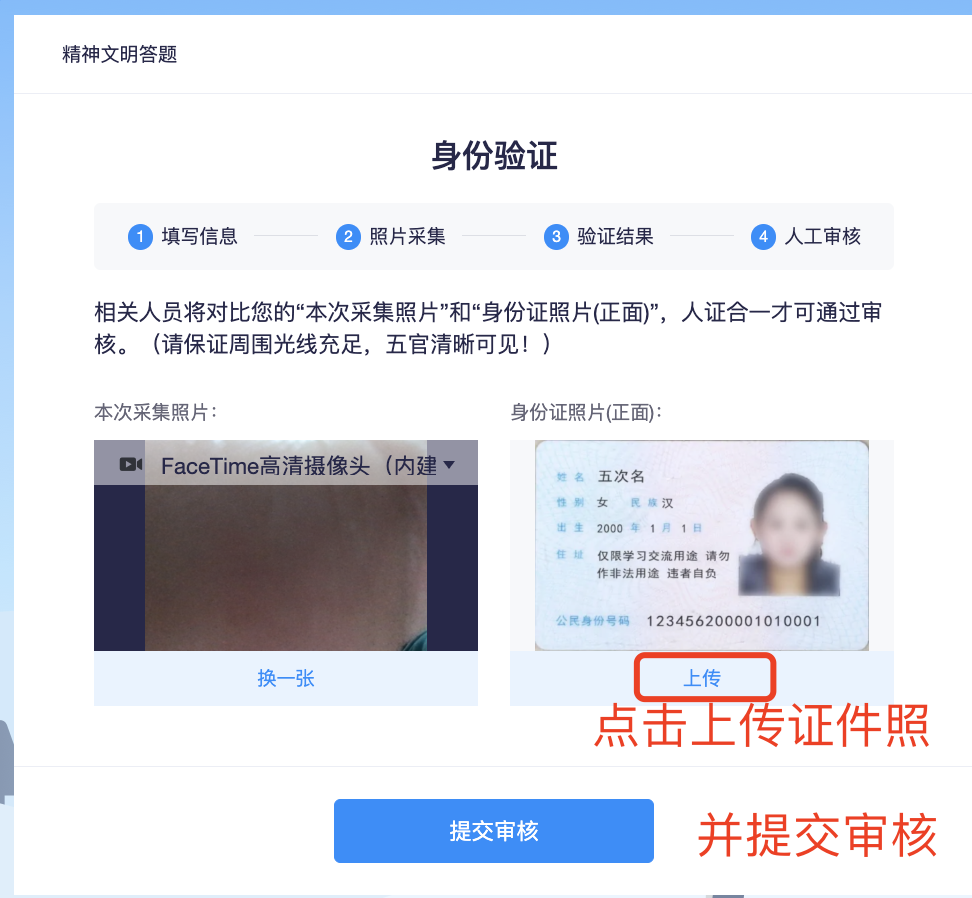 精神文明答题
身份验证
1 填写信息 2 照片采集 3 验证结果 4 人工审核
相关人员将对比您的“本次采集照片”和“身份证照片(正面)”，人证合一才可通过审
核。（请保证周围光线充足，五官清晰可见！）
本次采集照片：
身份证照片(正面)：
FaceTime高清摄像头（内建
姓 名 五次名
性 别 女 民 族 汉
出 生 2000 年 1 月 1 日
住 址 仅限学习交流用途 请勿
作非法用途 违者自负
公民身份号码 123456200001010001
换一张
上传
点击上传证件照
提交审核
并提交审核